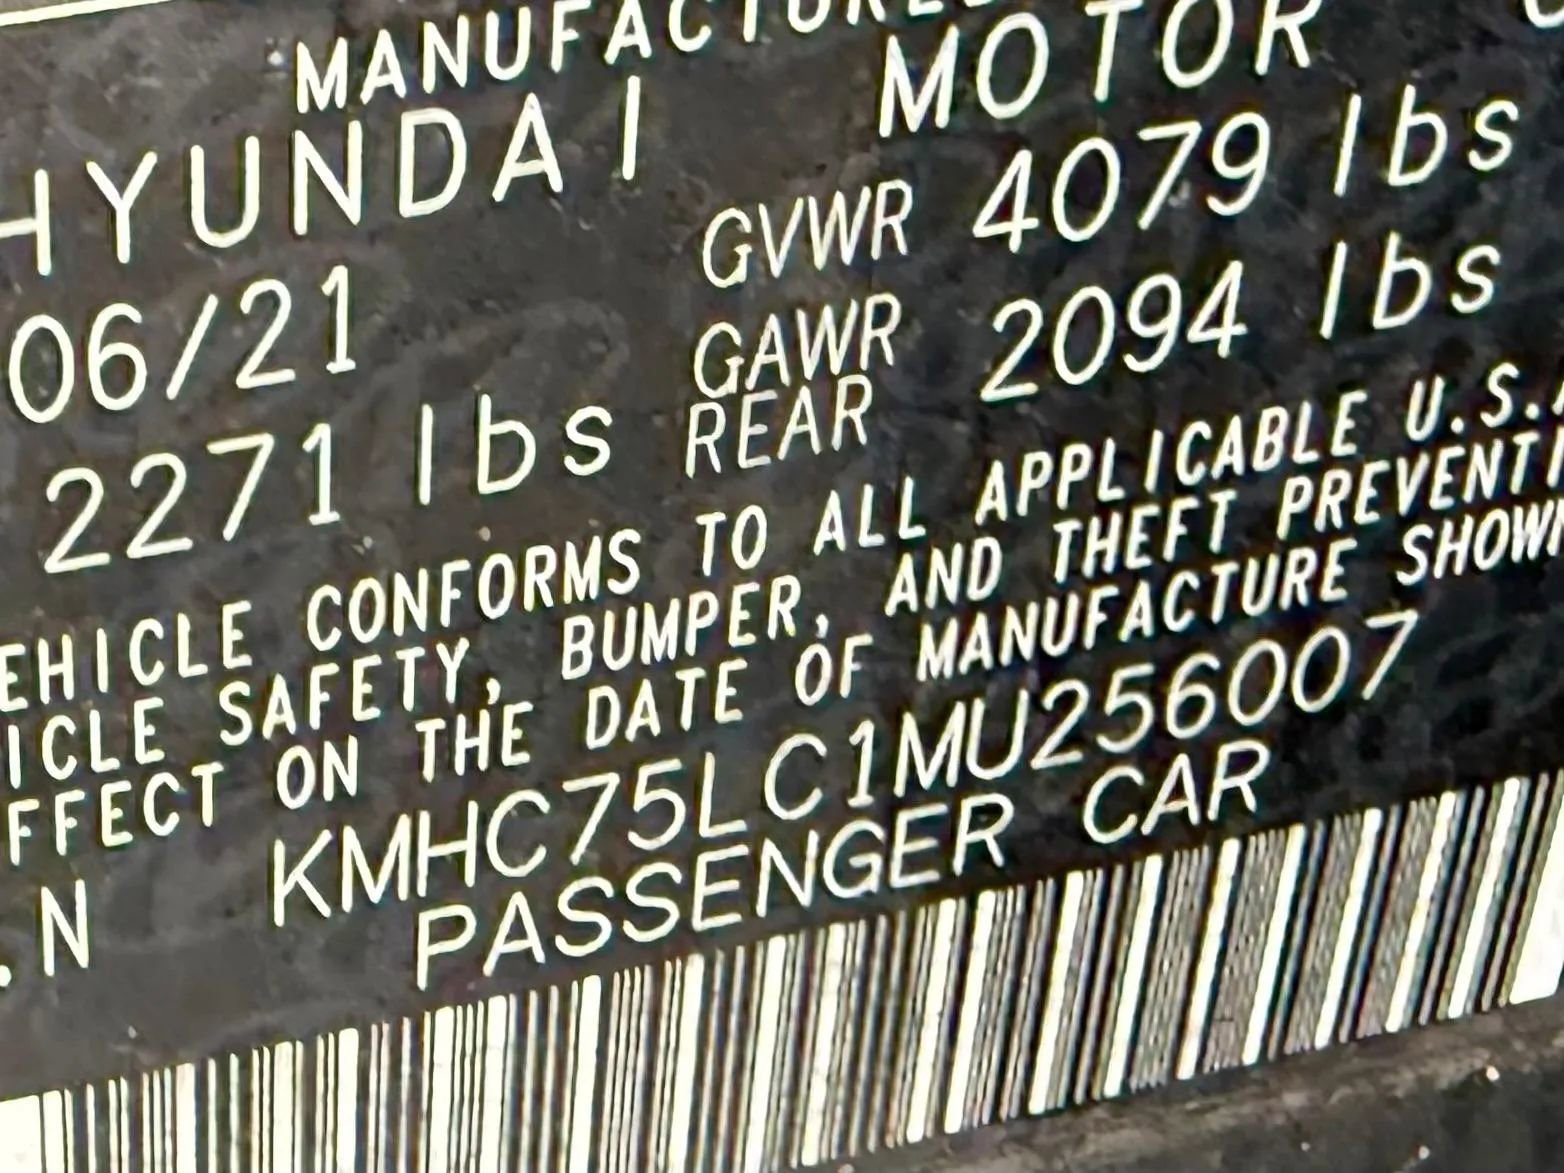 MANUFACTURE
HYUNDAI MOTOR
06/21 GVWR 4079 lbs
2271 lbs GAWR REAR 2094 lbs
EHICLE CONFORMS TO ALL APPLICABLE U.S.
ICLE SAFETY, BUMPER, AND THEFT PREVENTI
FFECT ON THE DATE OF MANUFACTURE SHOWN
.N KMHC75LC1MU256007
PASSENGER CAR